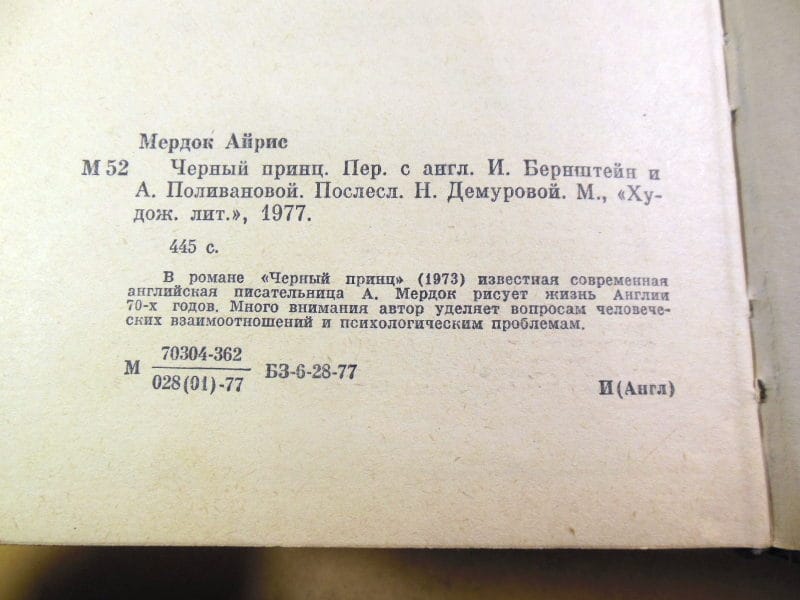 Мердок Айрис
М 52 Черный принц. Пер. с англ. И. Бернштейн и
А. Поливановой. Послесл. Н. Демуровой. М., «Ху-
дож. лит.», 1977.
445 с.
В романе «Черный принц» (1973) известная современная
английская писательница А. Мердок рисует жизнь Англии
70-х годов. Много внимания автор уделяет вопросам человече-
ских взаимоотношений и психологическим проблемам.
70304-362
М БЗ-6-28-77
028(01)-77
И(Англ)